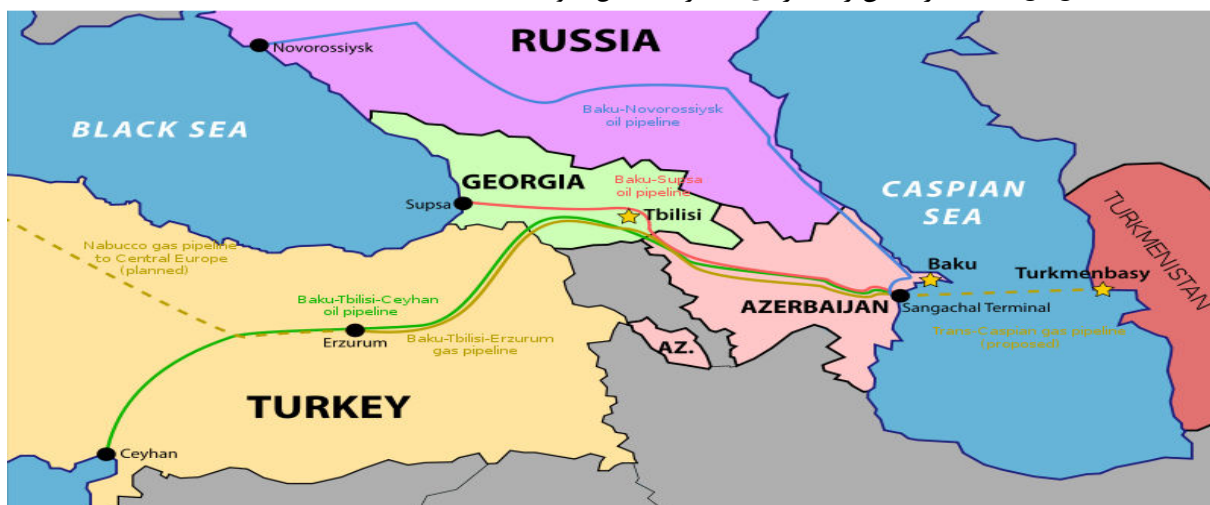 RUSSIA
Novorossiysk
Baku-Novorossiysk
oil pipeline
BLACK SEA
GEORGIA
Baku-Supsa
oil pipeline
Supsa
Tbilisi
CASPIAN
SEA
TURKMENISTAN
Nabucco gas pipeline
to Central Europe
(planned)
Baku
Turkmenbasy
Baku-Tbilisi-Ceyhan
oil pipeline
AZERBAIJAN
Sangachal Terminal
Erzurum
Baku-Tbilisi-Erzurum
gas pipeline
Trans-Caspian gas pipeline
(proposed)
AZ.
TURKEY
Ceyhan